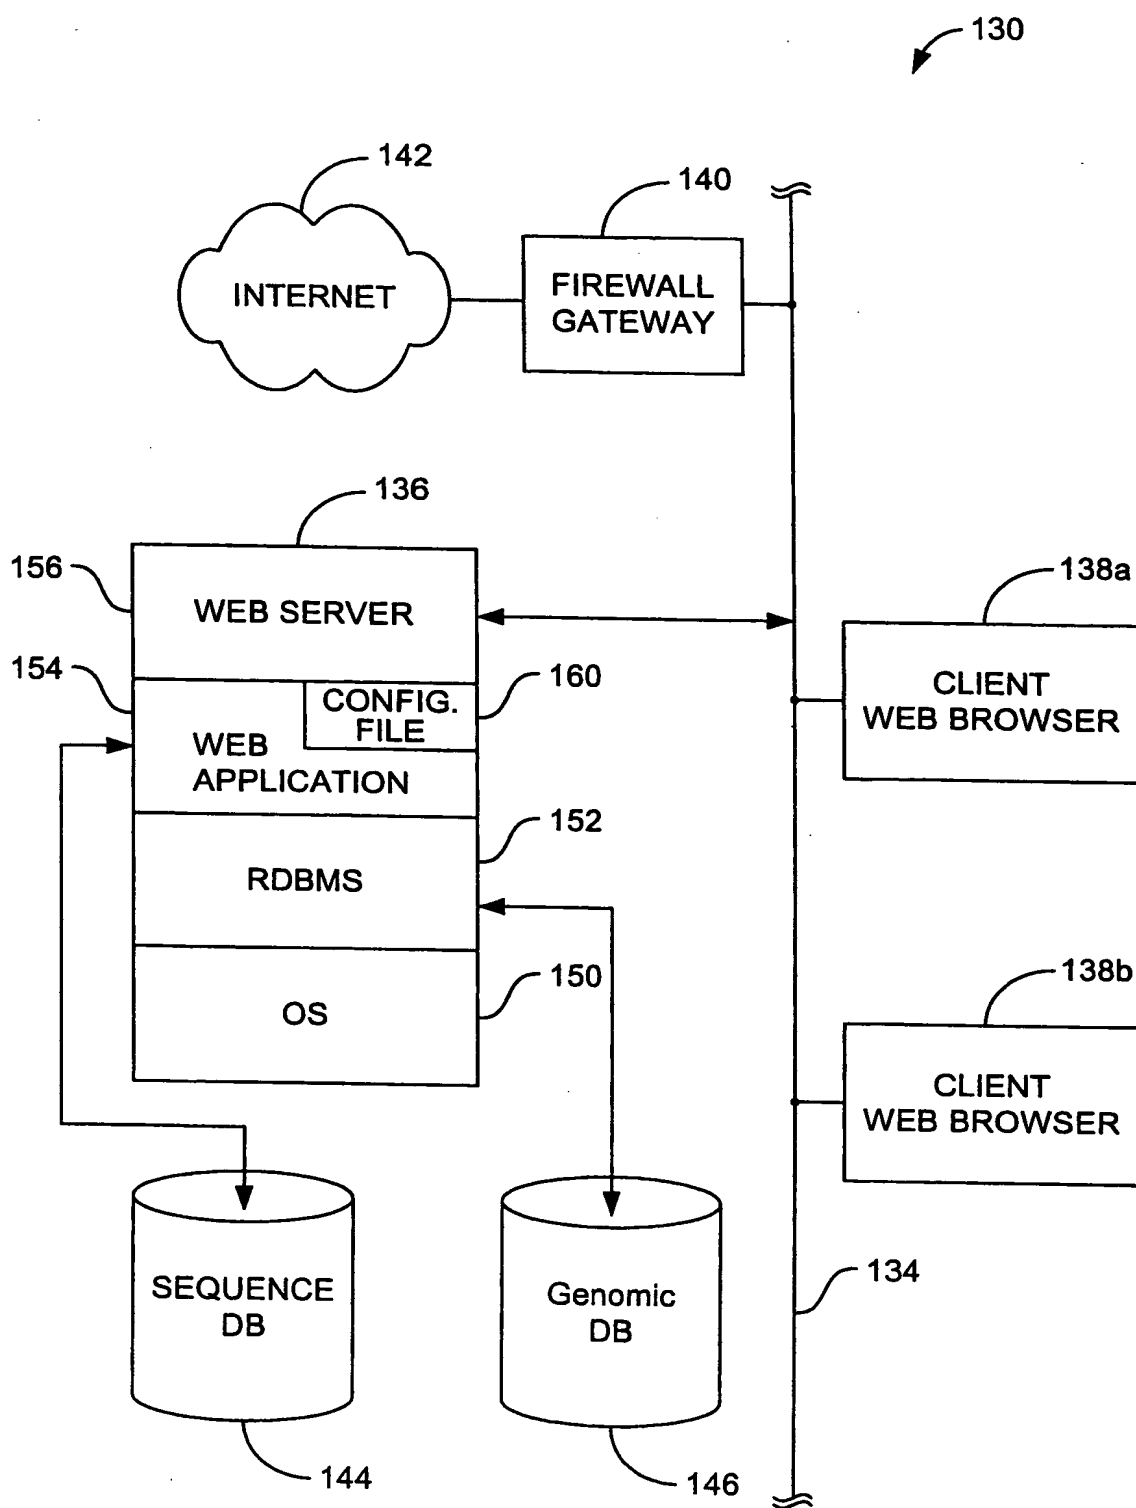 130
142
140
INTERNET
FIREWALL
GATEWAY
136
156
WEB SERVER
138a
154
160
CONFIG.
FILE
CLIENT
WEB BROWSER
WEB
APPLICATION
152
RDBMS
150
138b
OS
CLIENT
WEB BROWSER
134
SEQUENCE
DB
Genomic
DB
144
146